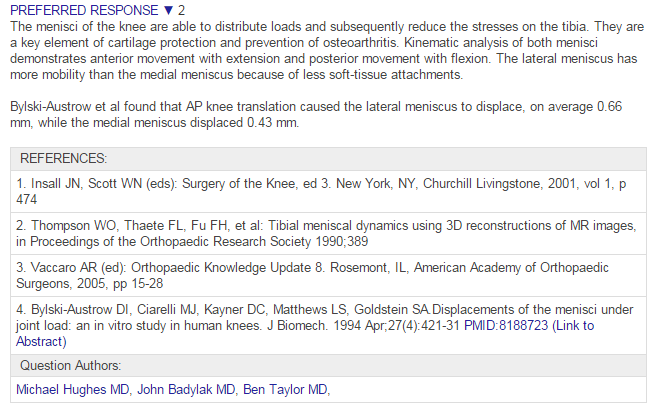 PREFERRED RESPONSE ▼ 2
The menisci of the knee are able to distribute loads and subsequently reduce the stresses on the tibia. They are
a key element of cartilage protection and prevention of osteoarthritis. Kinematic analysis of both menisci
demonstrates anterior movement with extension and posterior movement with flexion. The lateral meniscus has
more mobility than the medial meniscus because of less soft-tissue attachments.
Bylski-Austrow et al found that AP knee translation caused the lateral meniscus to displace, on average 0.66
mm, while the medial meniscus displaced 0.43 mm.
REFERENCES:
1. Insall JN, Scott WN (eds): Surgery of the Knee, ed 3. New York, NY, Churchill Livingstone, 2001, vol 1, p
474
2. Thompson WO, Thaete FL, Fu FH, et al: Tibial meniscal dynamics using 3D reconstructions of MR images,
in Proceedings of the Orthopaedic Research Society 1990;389
3. Vaccaro AR (ed): Orthopaedic Knowledge Update 8. Rosemont, IL, American Academy of Orthopaedic
Surgeons, 2005, pp 15-28
4. Bylski-Austrow DI, Ciarelli MJ, Kayner DC, Matthews LS, Goldstein SA.Displacements of the menisci under
joint load: an in vitro study in human knees. J Biomech. 1994 Apr;27(4):421-31 PMID:8188723 (Link to
Abstract)
Question Authors:
Michael Hughes MD, John Badylak MD, Ben Taylor MD,